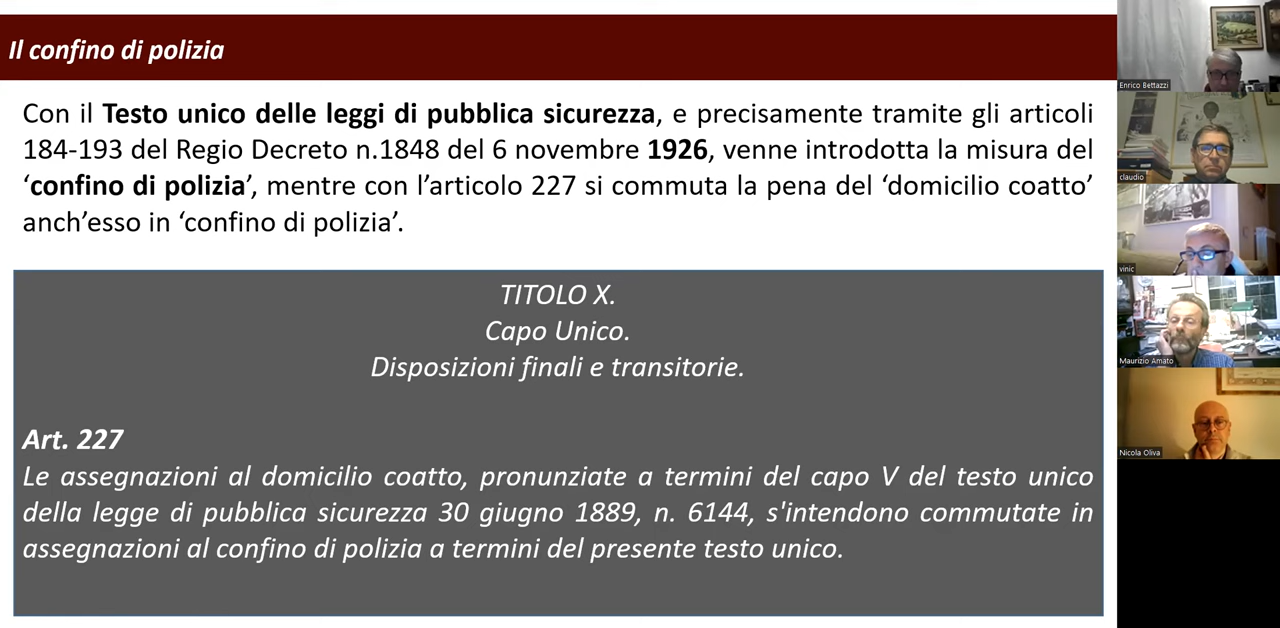 Il confino di polizia
Con il Testo unico delle leggi di pubblica sicurezza, e precisamente tramite gli articoli
184-193 del Regio Decreto n.1848 del 6 novembre 1926, venne introdotta la misura del
‘confino di polizia’, mentre con l’articolo 227 si commuta la pena del ‘domicilio coatto’
anch’esso in ‘confino di polizia’.
TITOLO X.
Capo Unico.
Disposizioni finali e transitorie.
Art. 227
Le assegnazioni al domicilio coatto, pronunziate a termini del capo V del testo unico
della legge di pubblica sicurezza 30 giugno 1889, n. 6144, s'intendono commutate in
assegnazioni al confino di polizia a termini del presente testo unico.
Enrico Bettazzi
claudio
vinic
Maurizio Amato
Nicola Oliva